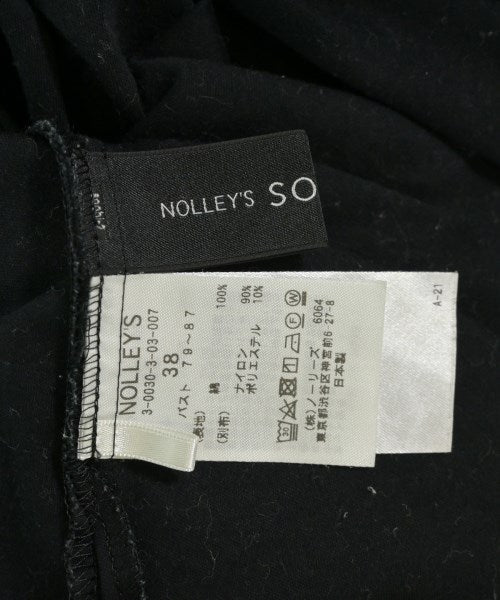 NOLLEY'S SO
NOLLEY'S
3-0030-3-03-007
38
バスト 79~87
表地) 綿 100%
(別布) ナイロン 90%
ポリエステル 10%
30
(株)ノーリーズ 6064
東京都渋谷区神宮前6 27-8
日本製
A-21